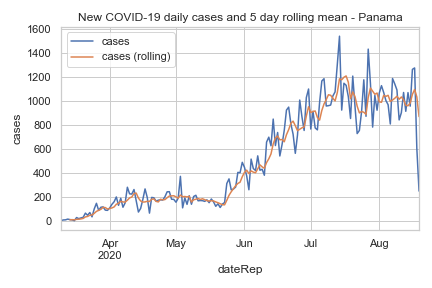 New COVID-19 daily cases and 5 day rolling mean - Panama
cases
cases (rolling)
1600
1400
1200
1000
800
600
400
200
0
cases
Apr
2020
May
Jun
Jul
Aug
dateRep